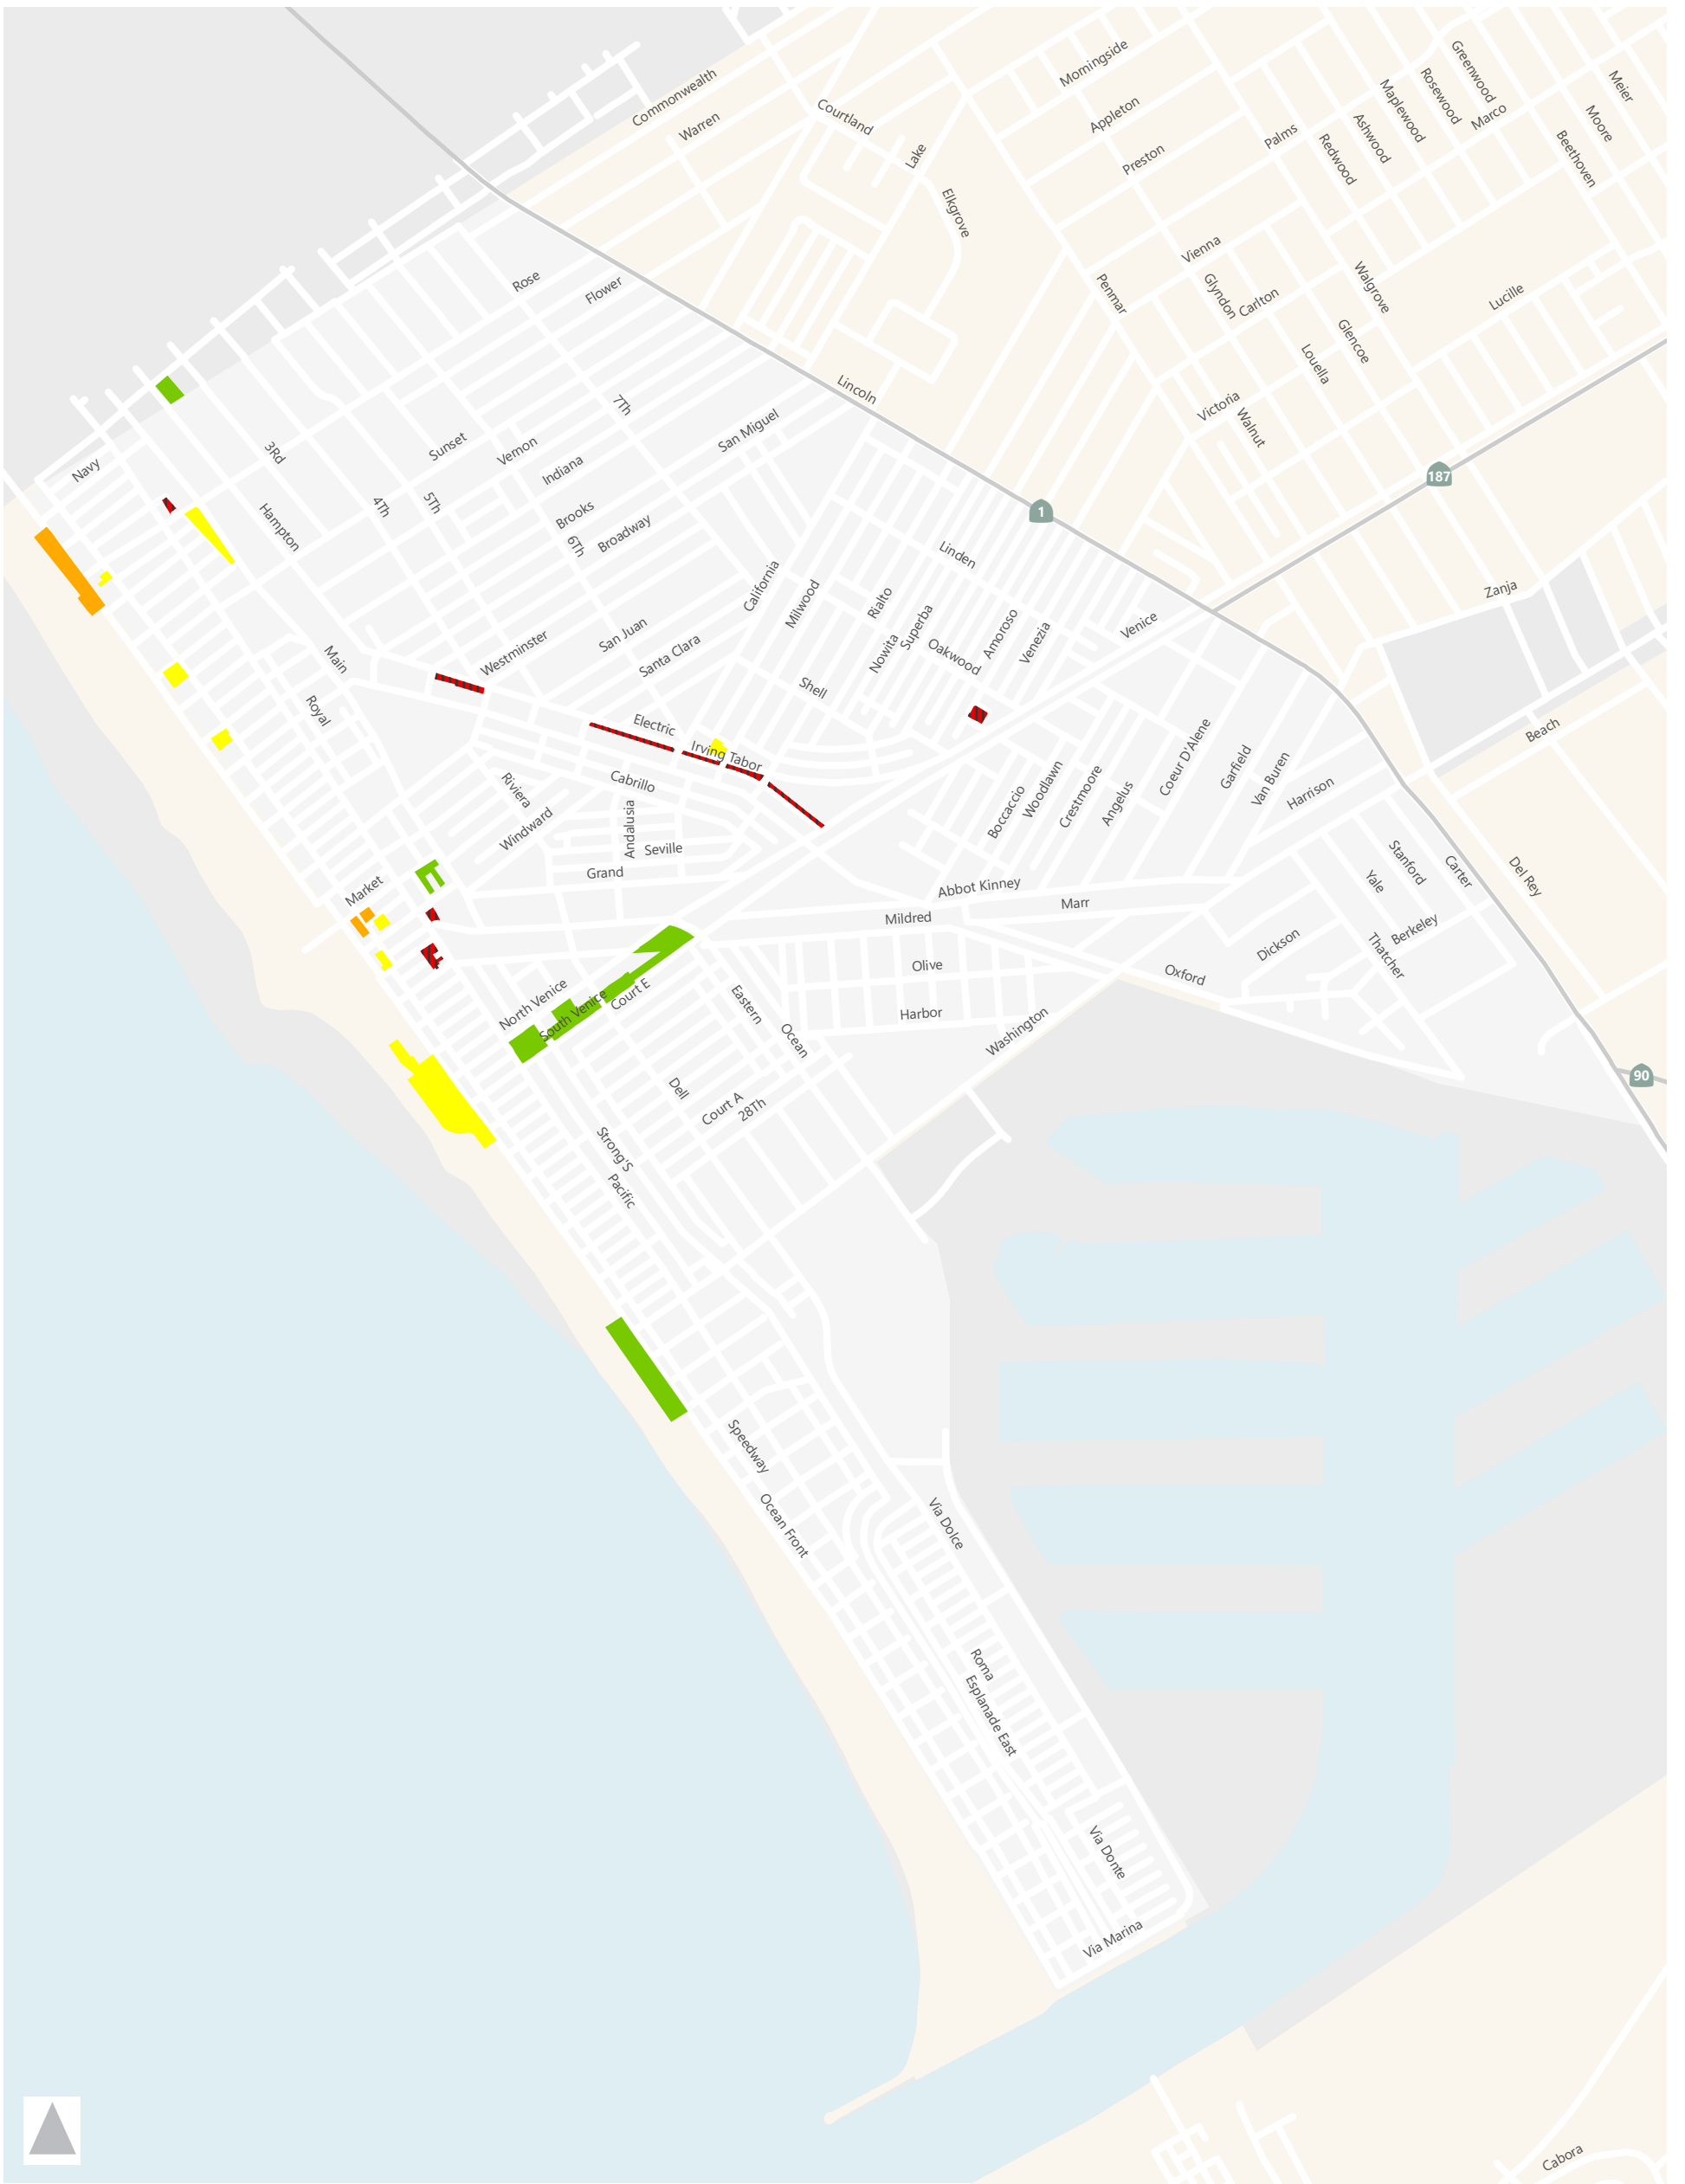 Morningside
Greenwood
Meier
Commonwealth
Rosewood
Maplewood
Courtland
Appleton
Marco
Moore
Warren
Ashwood
Palms
Lake
Preston
Redwood
Beethoven
Elkgrove
Vienna
Rose
Flower
Penmar
Glyndon
Carlton
Walgrove
Lucille
Glencoe
Louella
Lincoln
7Th
Victoria
Walnut
San Miguel
Sunset
Vernon
3Rd
Navy
Indiana
187
4Th
5Th
Brooks
1
Hampton
6Th
Broadway
Linden
California
Milwood
Rialto
Zanja
Superba
Amoroso
Venice
San Juan
Venezia
Nowita
Westminster
Santa Clara
Oakwood
Main
Shell
Royal
Electric
Beach
Irving Tabor
Coeur D'Alene
Garfield
Cabrillo
Riviera
Woodlawn
Van Buren
Crestmoore
Harrison
Boccaccio
Angelus
Windward
Andalusia
Seville
Grand
Stanford
Carter
Del Rey
Yale
Market
Abbot Kinney
Marr
Mildred
Berkeley
Dickson
Thatcher
Olive
Oxford
North Venice
Court E
Eastern
South Venice
Harbor
Ocean
Washington
90
Dell
Court A
28Th
Strong'S
Pacific
Speedway
Ocean Front
Via Dolce
Roma
Esplanade East
Via Donte
Via Marina
Cabora